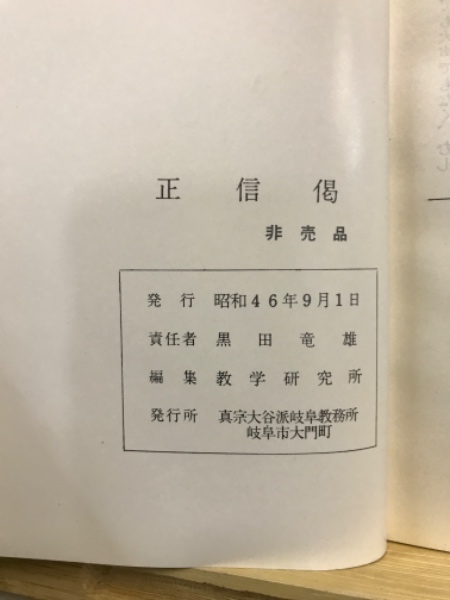 正信偈
非売品
発行 昭和46年9月1日
責任者 黒田竜雄
編集 教学研究所
発行所 真宗大谷派岐阜教務所
岐阜市大門町